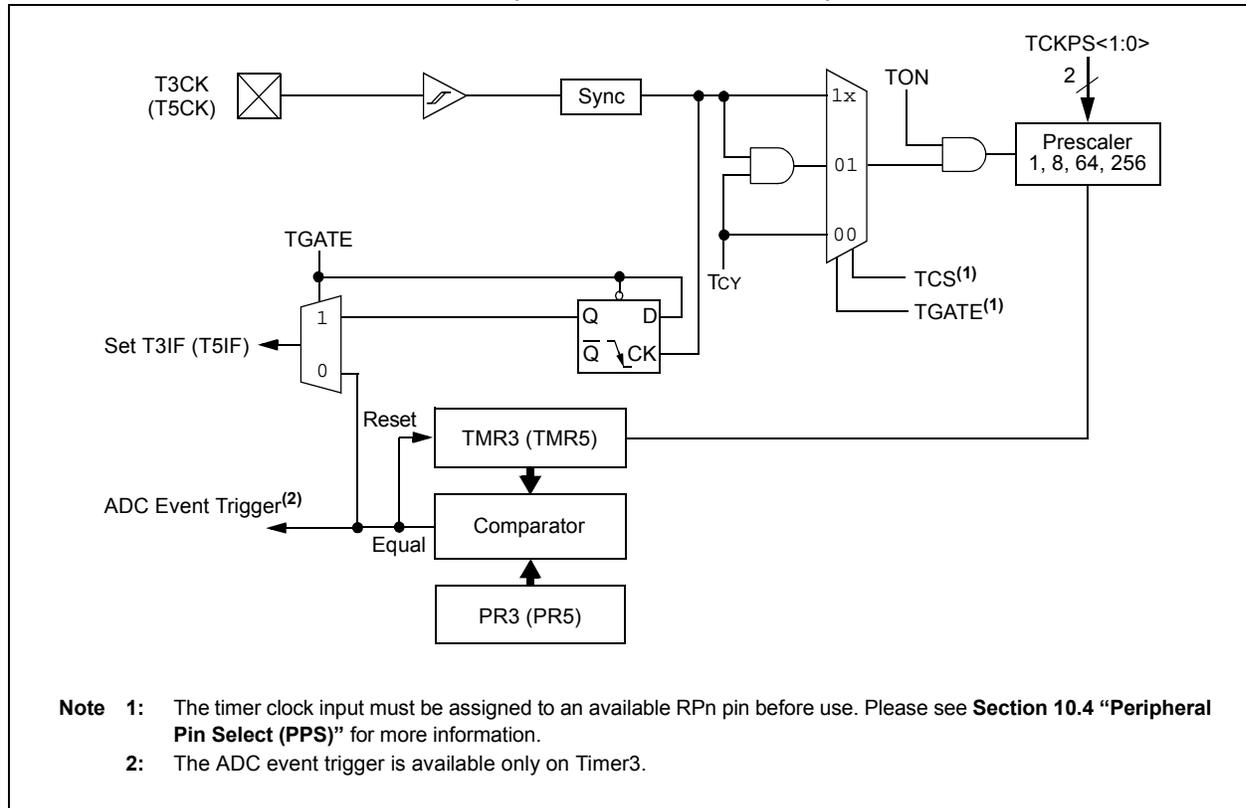 TCKPS<1:0>
2
T3CK
(T5CK)
Sync
1x
TON
Prescaler
1, 8, 64, 256
01
00
TGATE
TCY
TCS(1)
TGATE(1)
1
Q
D
Set T3IF (T5IF)
Q
CK
0
Reset
TMR3 (TMR5)
ADC Event Trigger(2)
Comparator
Equal
PR3 (PR5)
Note 1: The timer clock input must be assigned to an available RPn pin before use. Please see Section 10.4 “Peripheral
Pin Select (PPS)” for more information.
2: The ADC event trigger is available only on Timer3.